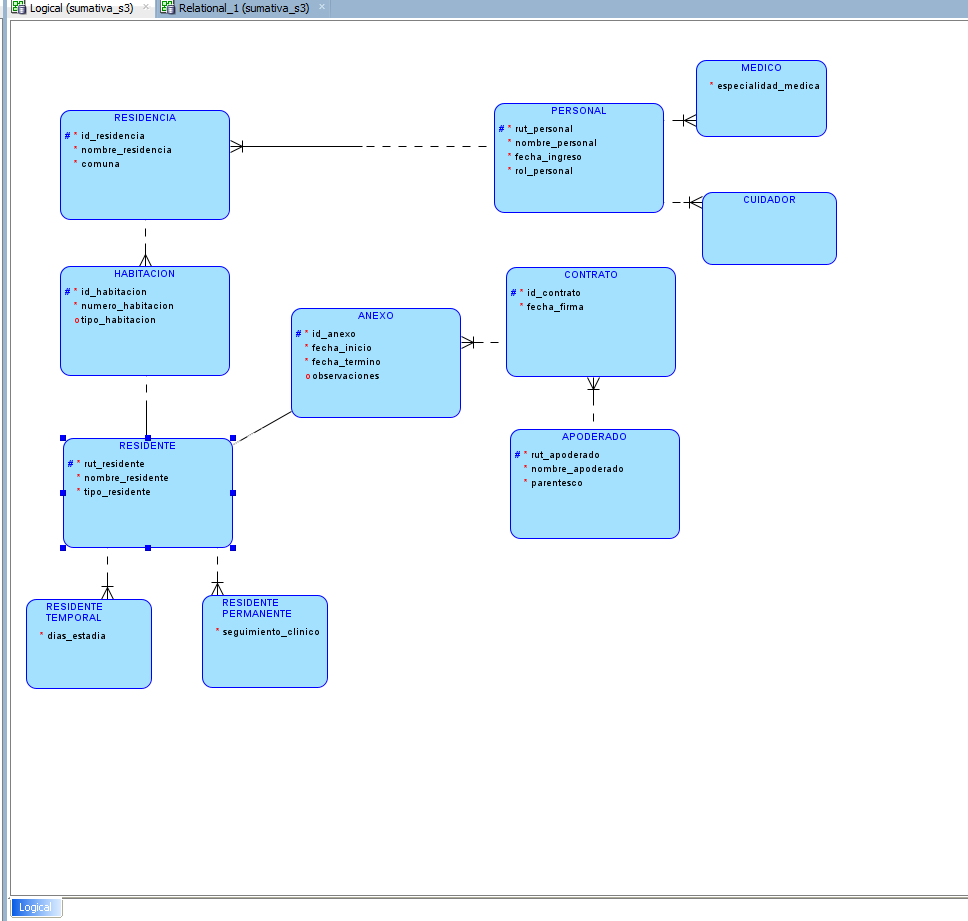 Logical (sumativa_s3)
Relational_1 (sumativa_s3)
MEDICO
* especialidad_medica
RESIDENCIA
# * id_residencia
* nombre_residencia
* comuna
PERSONAL
# * rut_personal
* nombre_personal
* fecha_ingreso
* rol_personal
CUIDADOR
HABITACION
# * id_habitacion
* numero_habitacion
o tipo_habitacion
CONTRATO
# * id_contrato
* fecha_firma
ANEXO
# * id_anexo
* fecha_inicio
* fecha_termino
o observaciones
RESIDENTE
# * rut_residente
* nombre_residente
* tipo_residente
APODERADO
# * rut_apoderado
* nombre_apoderado
* parentesco
RESIDENTE
TEMPORAL
* dias_estadia
RESIDENTE
PERMANENTE
* seguimiento_clinico
Logical